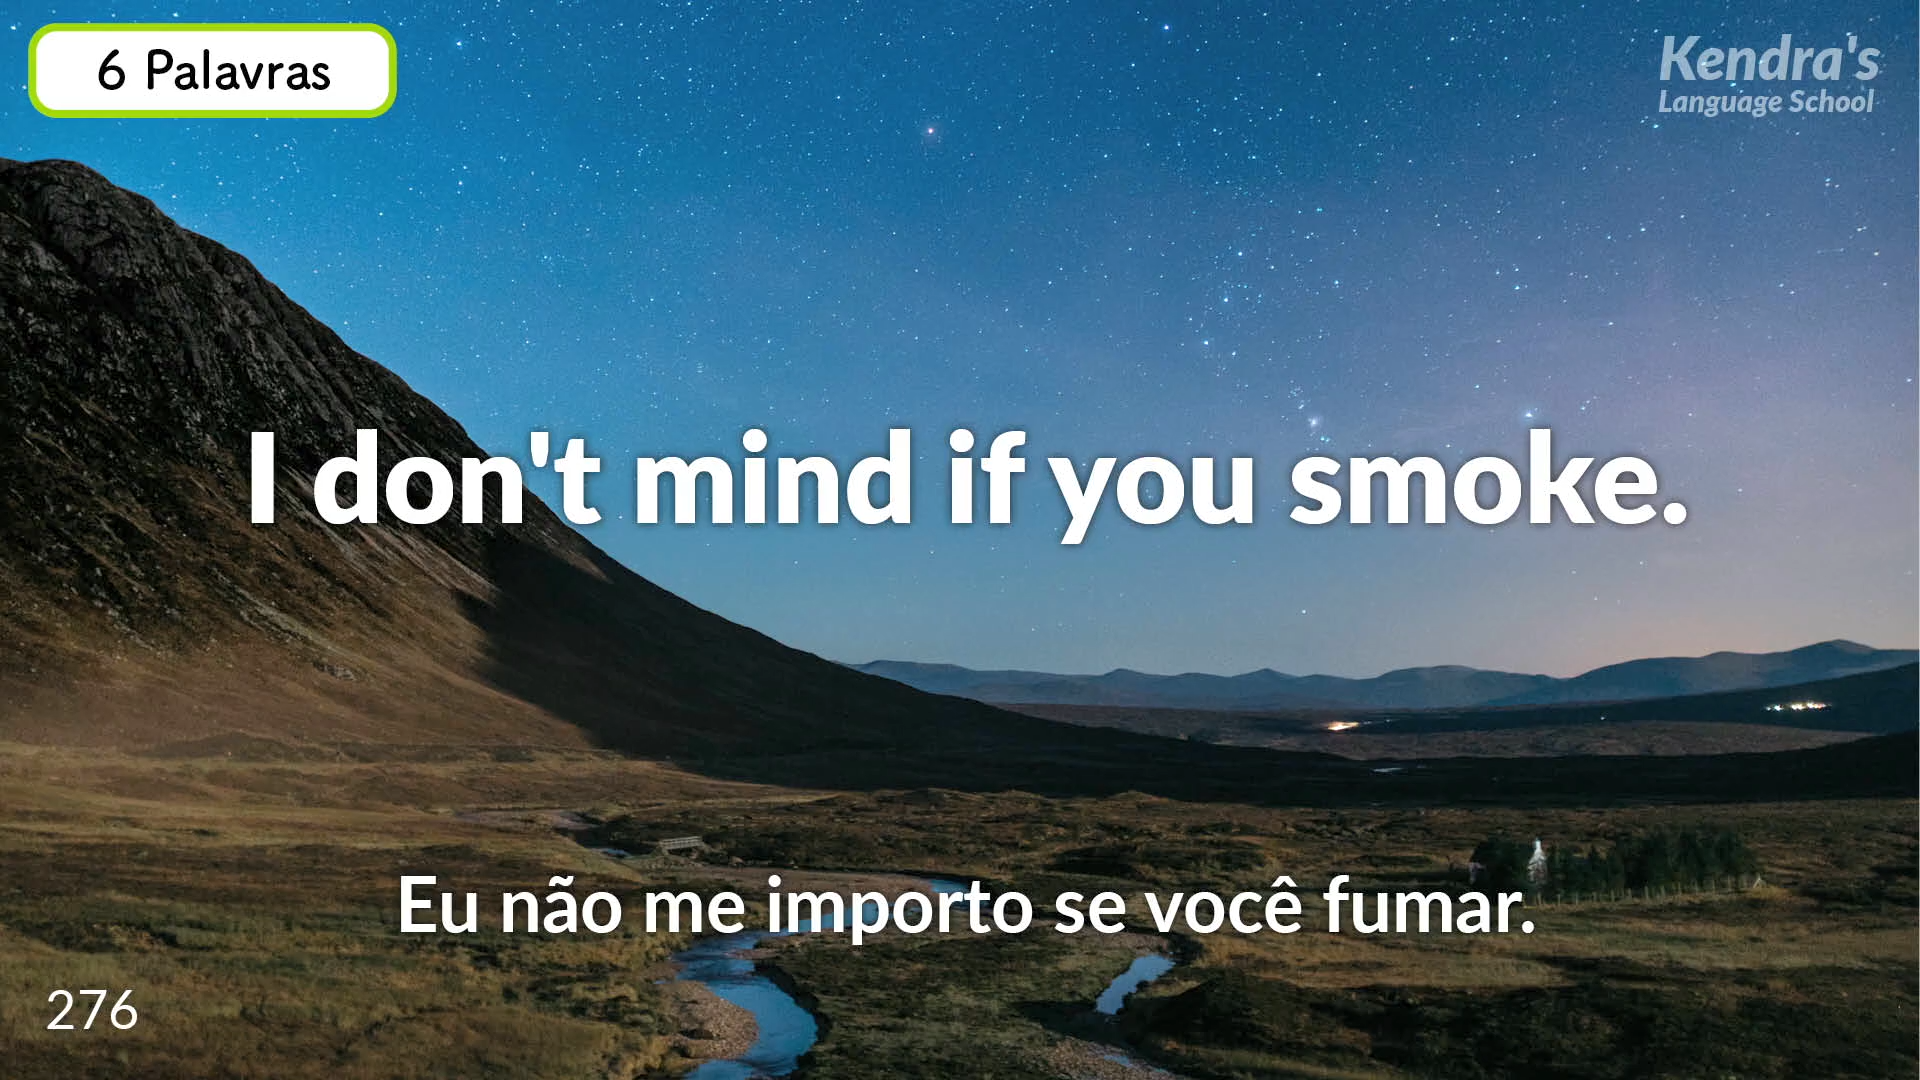 6 Palavras
Kendra's
Language School
I don't mind if you smoke.
Eu não me importo se você fumar.
276